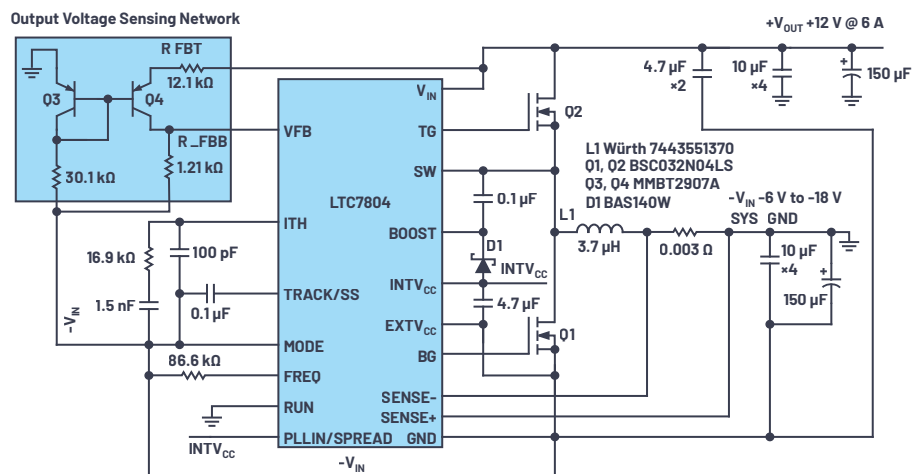 Output Voltage Sensing Network
+VOUT +12 V @ 6 A
R FBT
12.1 kΩ
Q3
Q4
R_FBB
1.21 kΩ
30.1 kΩ
4.7 µF
×2
10 µF
×4
+
150 µF
VIN
VFB
TG
Q2
SW
LTC7804
0.1 µF
L1 Würth 7443551370
Q1, Q2 BSC032N04LS
Q3, Q4 MMBT2907A
D1 BAS140W
-VIN -6 V to -18 V
SYS GND
ITH
BOOST
L1
3.7 µH
0.003 Ω
16.9 kΩ
100 pF
D1
INTVCC
10 µF
×4
+
150 µF
1.5 nF
0.1 µF
TRACK/SS
INTVCC
4.7 µF
-VIN
EXTVCC
Q1
MODE
BG
86.6 kΩ
FREQ
RUN
SENSE-
SENSE+
INTVCC
PLLIN/SPREAD
GND
-VIN